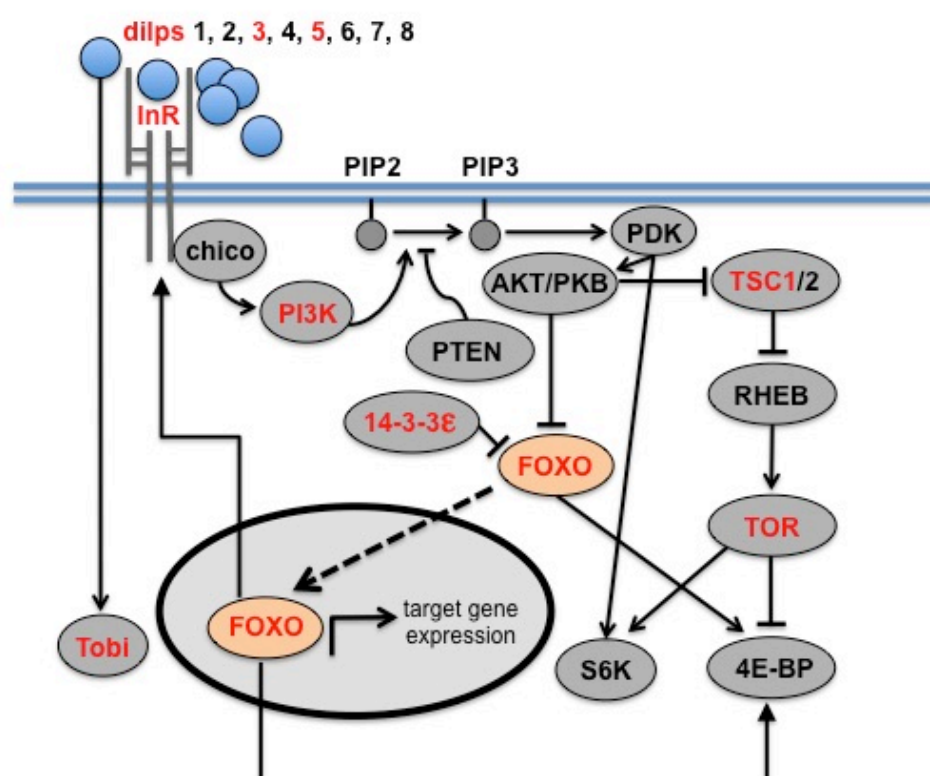 dilps 1, 2, 3, 4, 5, 6, 7, 8
InR
PIP2
PIP3
chico
PDK
AKT/PKB
TSC1/2
PI3K
PTEN
RHEB
14-3-3ε
FOXO
TOR
FOXO
target gene
expression
Tobi
S6K
4E-BP